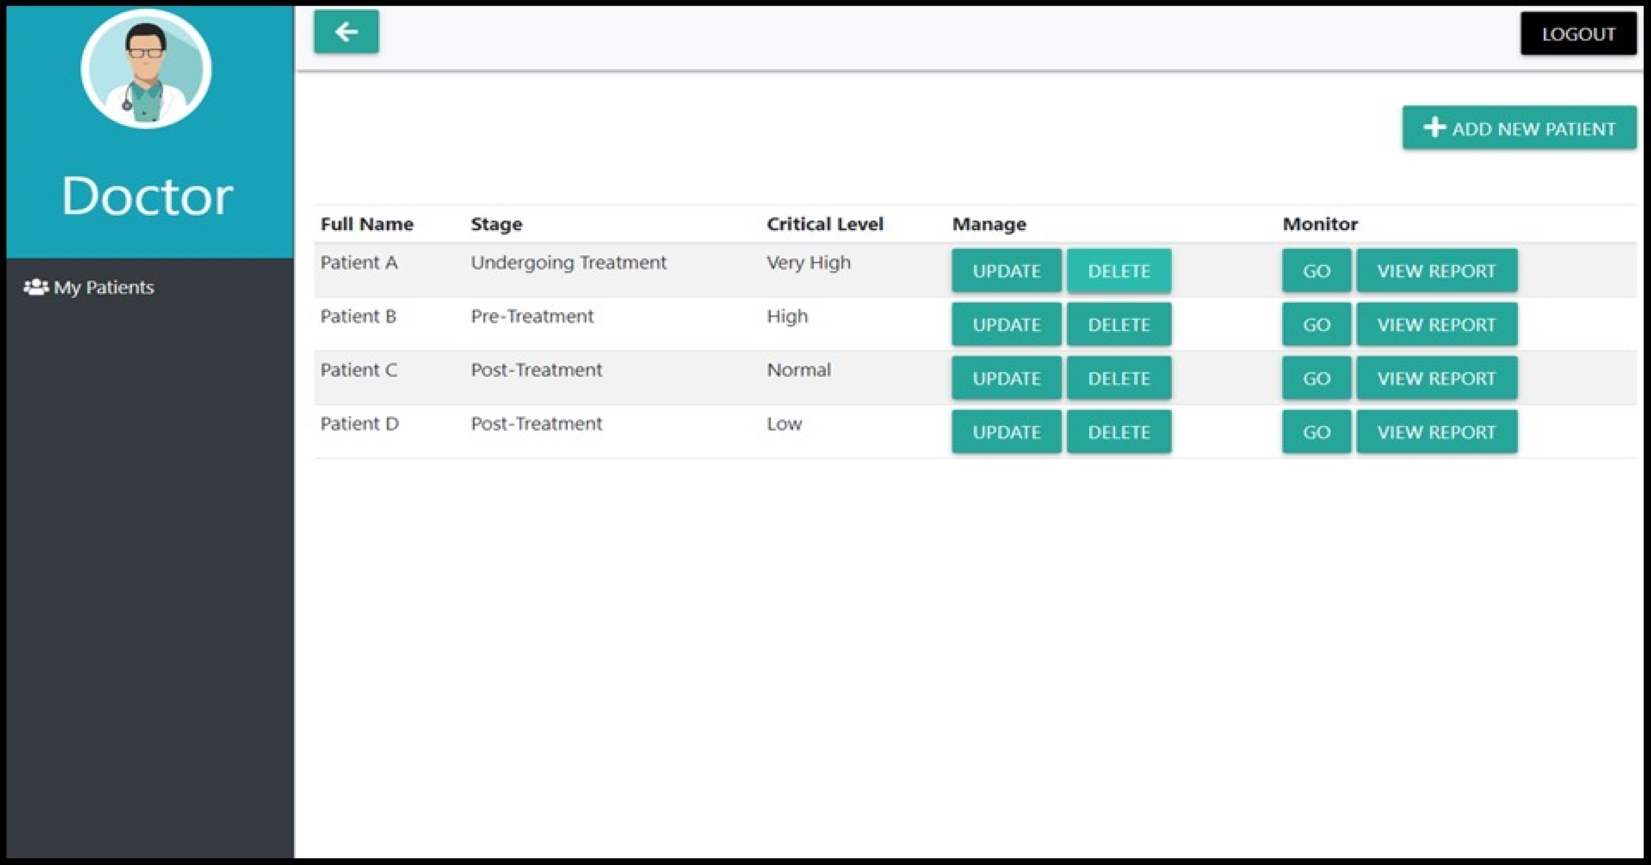 LOGOUT
ADD NEW PATIENT
Doctor
My Patients
Full Name Stage Critical Level Manage Monitor
Patient A Undergoing Treatment Very High UPDATE DELETE GO VIEW REPORT
Patient B Pre-Treatment High UPDATE DELETE GO VIEW REPORT
Patient C Post-Treatment Normal UPDATE DELETE GO VIEW REPORT
Patient D Post-Treatment Low UPDATE DELETE GO VIEW REPORT